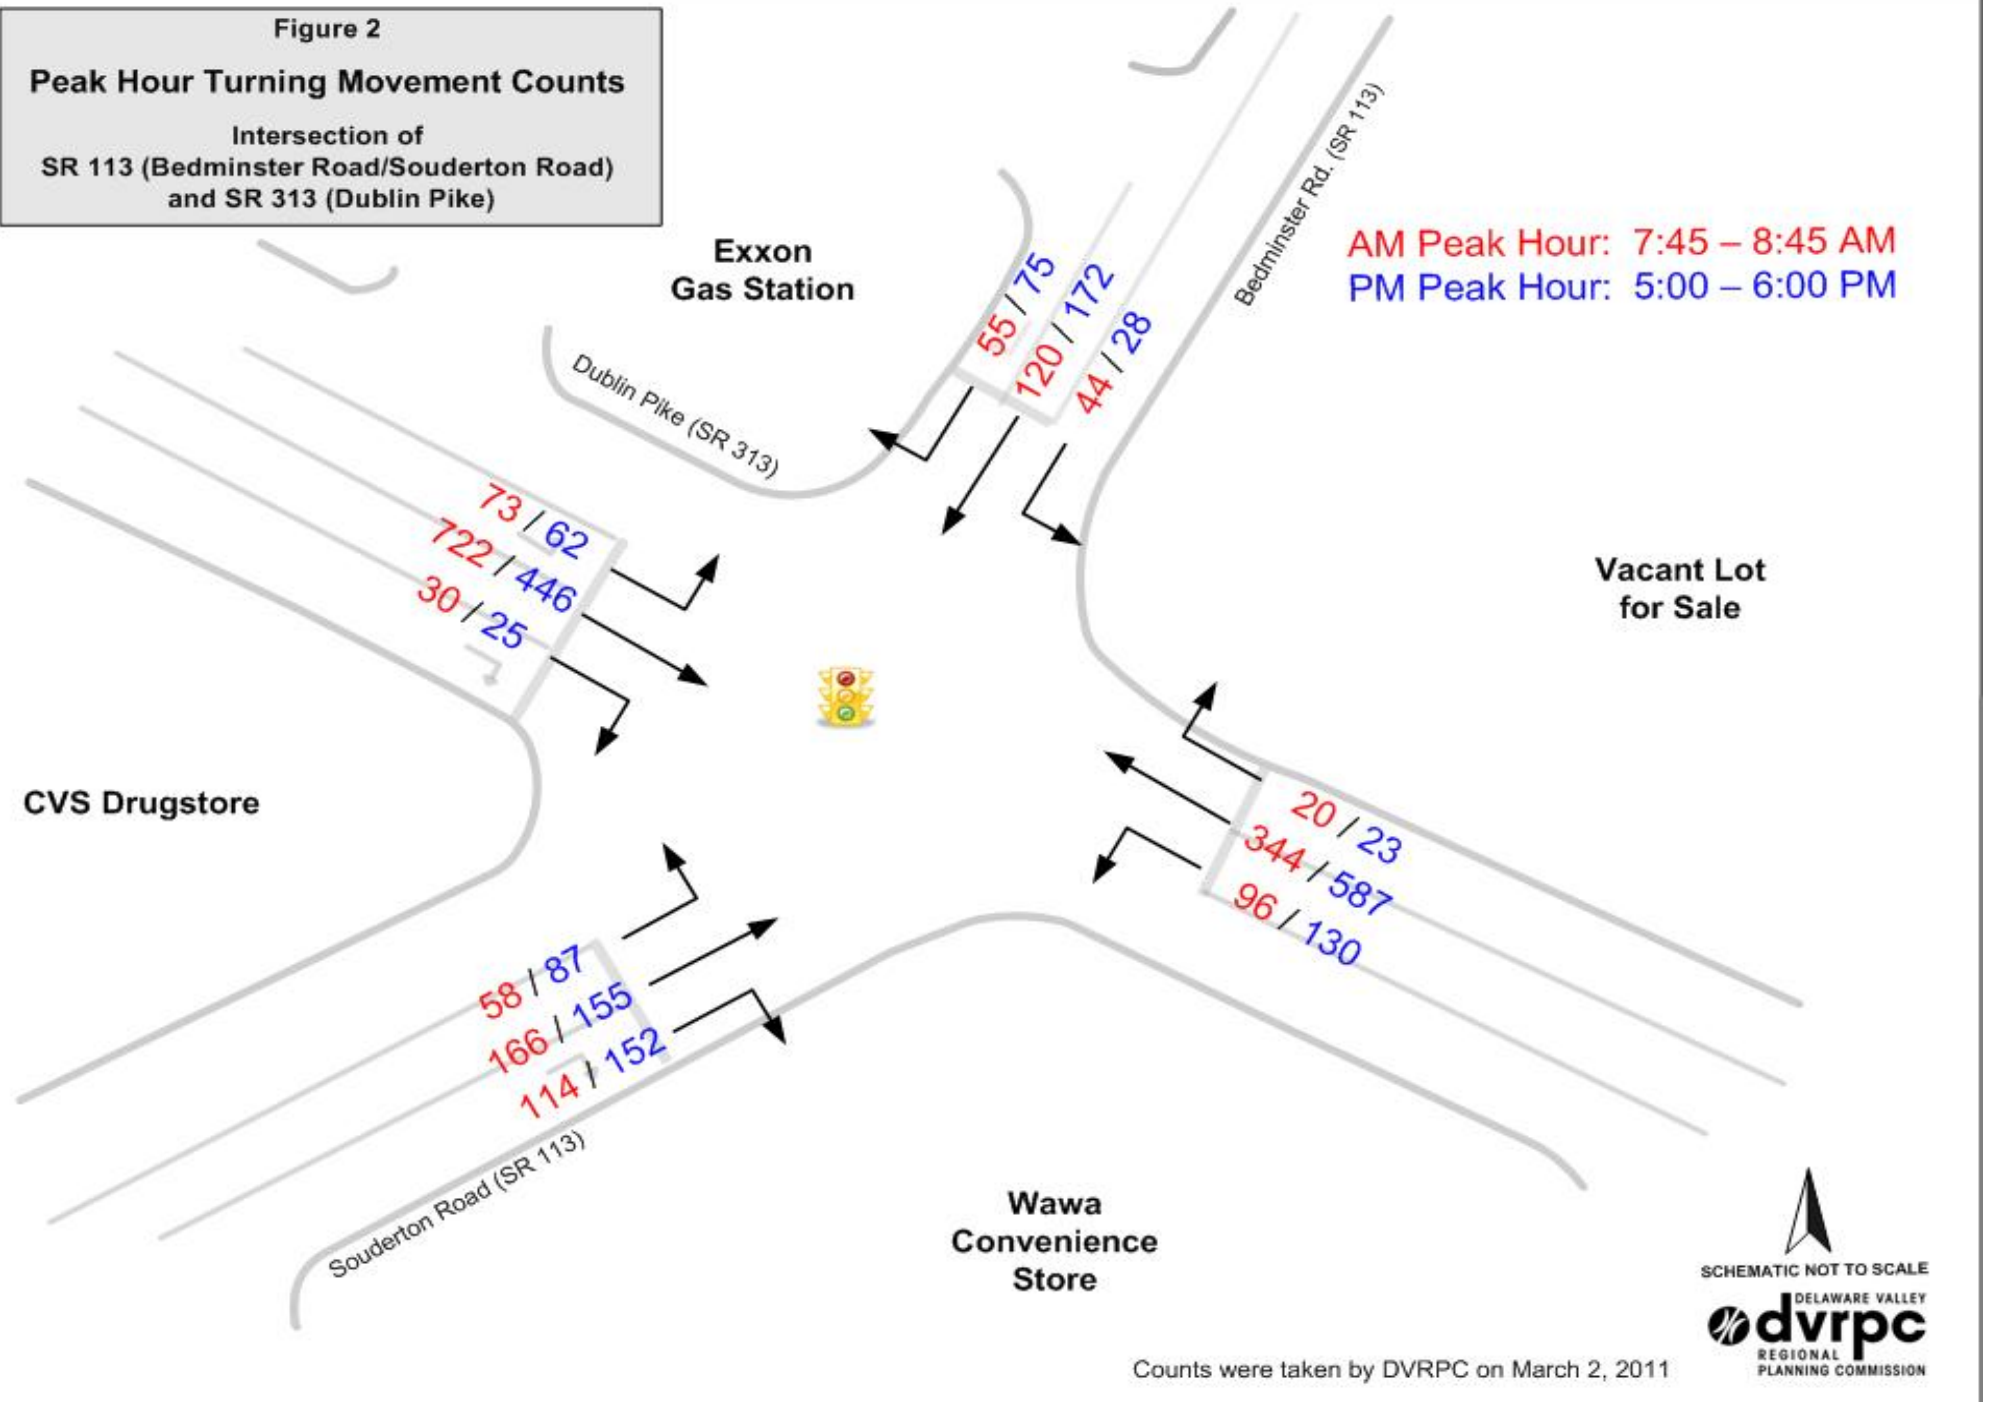 Figure 2
Peak Hour Turning Movement Counts
Intersection of
SR 113 (Bedminster Road/Souderton Road)
and SR 313 (Dublin Pike)
Exxon
Gas Station
Bedminster Rd. (SR 113)
AM Peak Hour: 7:45 – 8:45 AM
PM Peak Hour: 5:00 – 6:00 PM
55 / 75
120 / 172
44 / 28
Dublin Pike (SR 313)
73 / 62
722 / 446
30 / 25
Vacant Lot
for Sale
CVS Drugstore
20 / 23
344 / 587
96 / 130
58 / 87
166 / 155
114 / 152
Souderton Road (SR 113)
Wawa
Convenience
Store
SCHEMATIC NOT TO SCALE
DELAWARE VALLEY
dvrpc
REGIONAL
PLANNING COMMISSION
Counts were taken by DVRPC on March 2, 2011